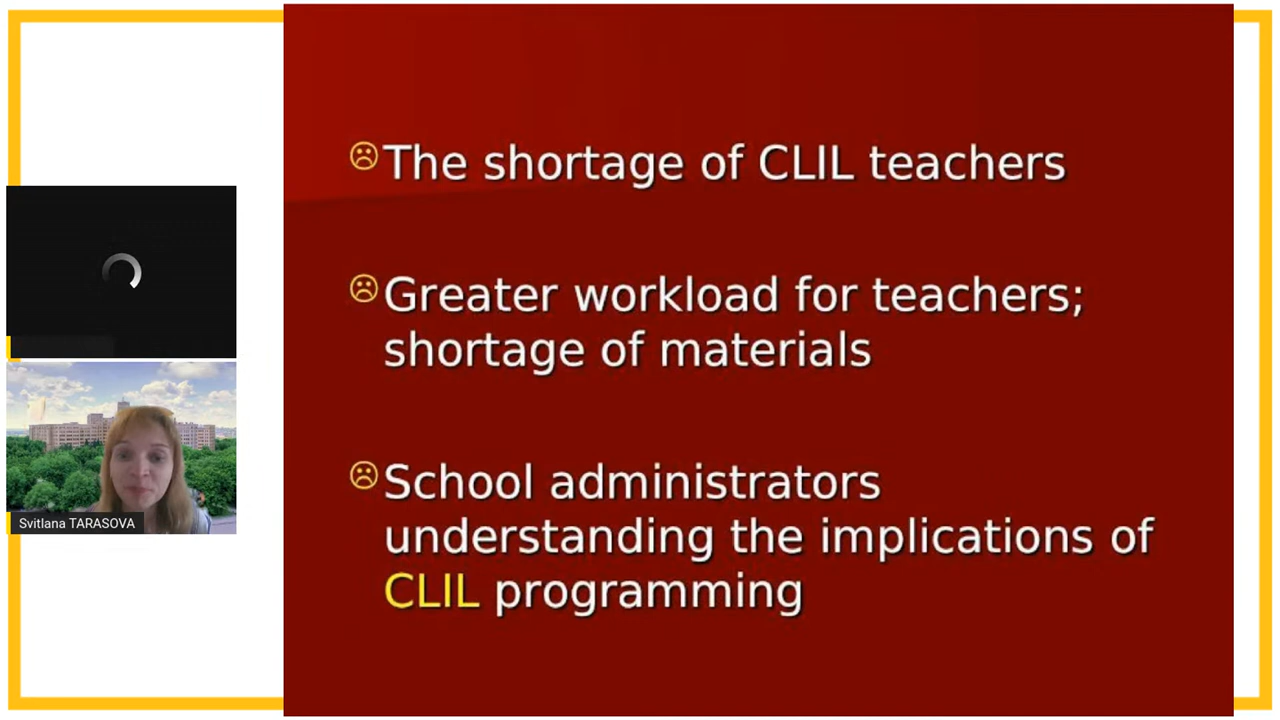 The shortage of CLIL teachers
Greater workload for teachers;
shortage of materials
School administrators
understanding the implications of
CLIL programming
Svitlana TARASOVA